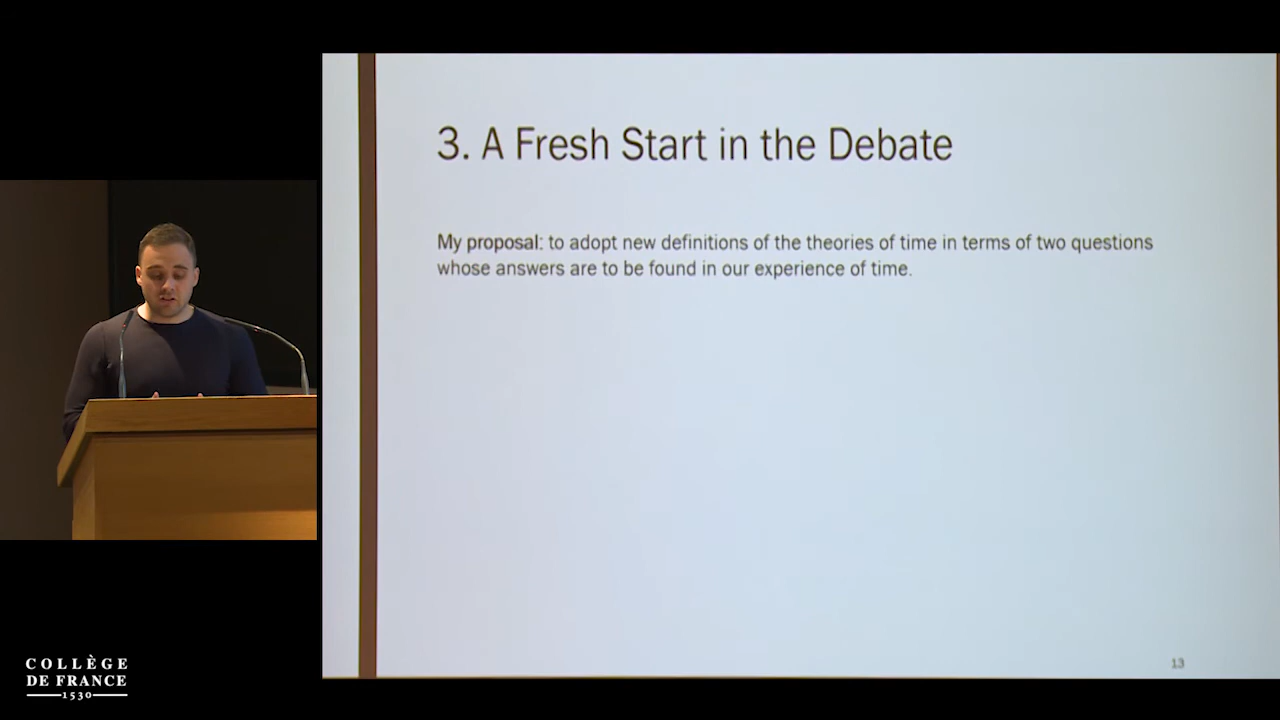 3. A Fresh Start in the Debate
My proposal: to adopt new definitions of the theories of time in terms of two questions
whose answers are to be found in our experience of time.
13
COLLÈGE
DE FRANCE
1530